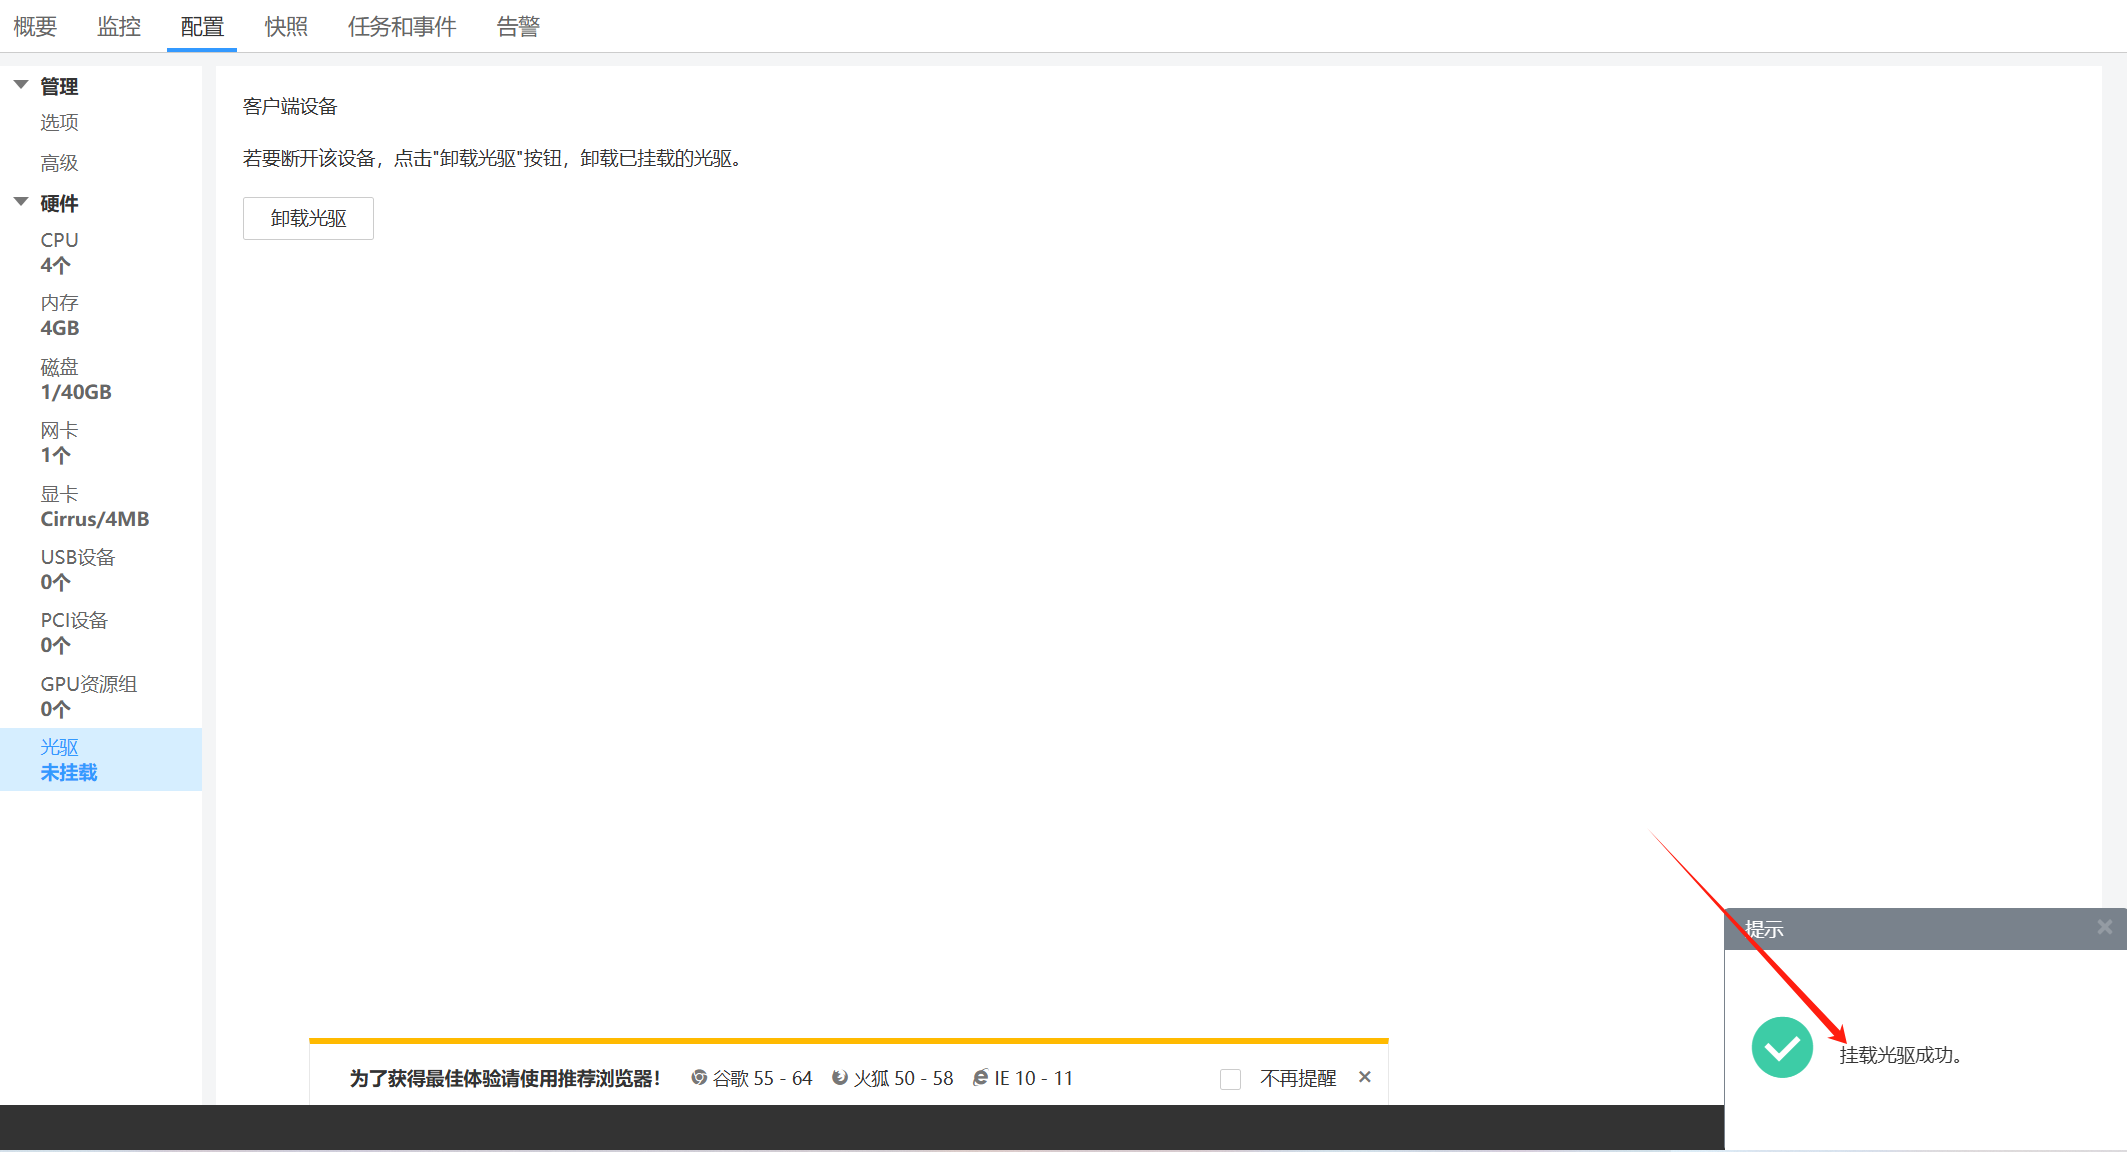 概要 监控 配置 快照 任务和事件 告警
管理
选项
高级
硬件
CPU
4个
内存
4GB
磁盘
1/40GB
网卡
1个
显卡
Cirrus/4MB
USB设备
0个
PCI设备
0个
GPU资源组
0个
光驱
未挂载
客户端设备
若要断开该设备，点击"卸载光驱"按钮，卸载已挂载的光驱。
卸载光驱
提示
挂载光驱成功。
为了获得最佳体验请使用推荐浏览器！ 谷歌 55 - 64 火狐 50 - 58 IE 10 - 11 不再提醒